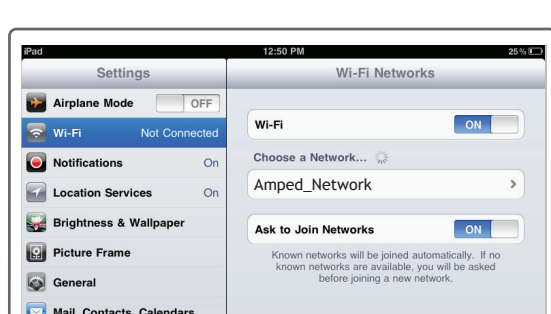 iPad 12:50 PM 25%
Settings
Wi-Fi Networks
Airplane Mode OFF
Wi-Fi Not Connected
Notifications On
Location Services On
Brightness & Wallpaper
Picture Frame
General
Mail, Contacts, Calendars
Wi-Fi ON
Choose a Network...
Amped_Network
Ask to Join Networks ON
Known networks will be joined automatically. If no
known networks are available, you will be asked
before joining a new network.